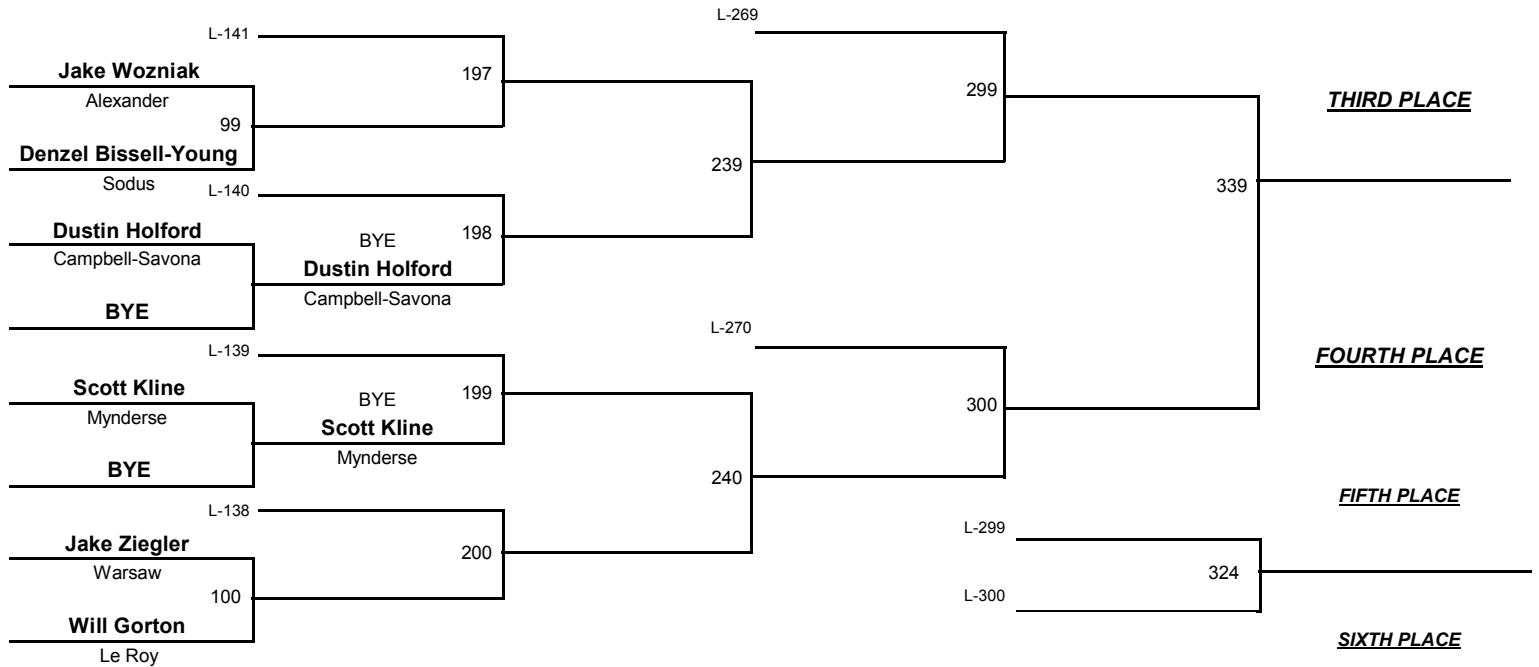 L-269
L-141
Jake Wozniak
197
Alexander
299
THIRD PLACE
99
Denzel Bissell-Young
239
Sodus
L-140
339
Dustin Holford
BYE
198
Campbell-Savona
Dustin Holford
Campbell-Savona
BYE
L-270
L-139
FOURTH PLACE
Scott Kline
BYE
199
Mynderse
300
Scott Kline
Mynderse
BYE
240
FIFTH PLACE
L-138
L-299
Jake Ziegler
200
Warsaw
324
100
L-300
Will Gorton
SIXTH PLACE
Le Roy